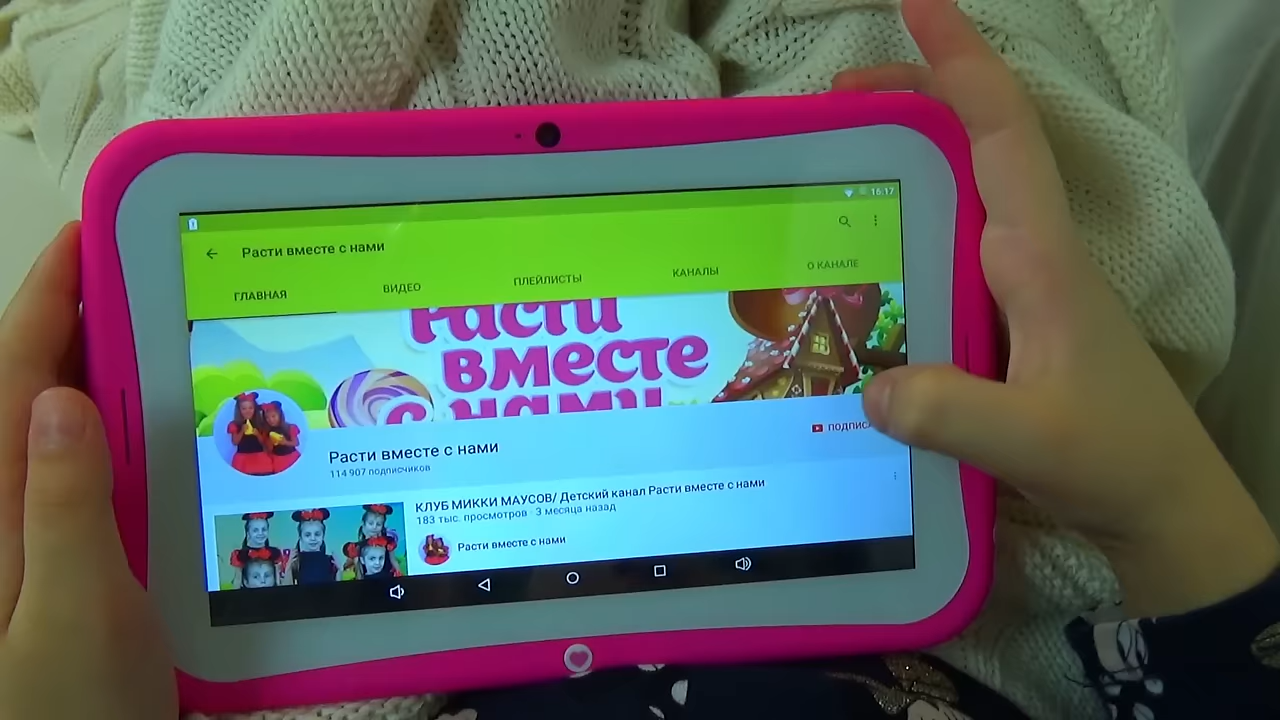 16:17
Расти вместе с нами
ГЛАВНАЯ ВИДЕО ПЛЕЙЛИСТЫ КАНАЛЫ О КАНАЛЕ
Расти
вместе
с нами
Расти вместе с нами
114 907 подписчиков
КЛУБ МИККИ МАУСОВ/ Детский канал Расти вместе с нами
183 тыс. просмотров · 3 месяца назад
Расти вместе с нами